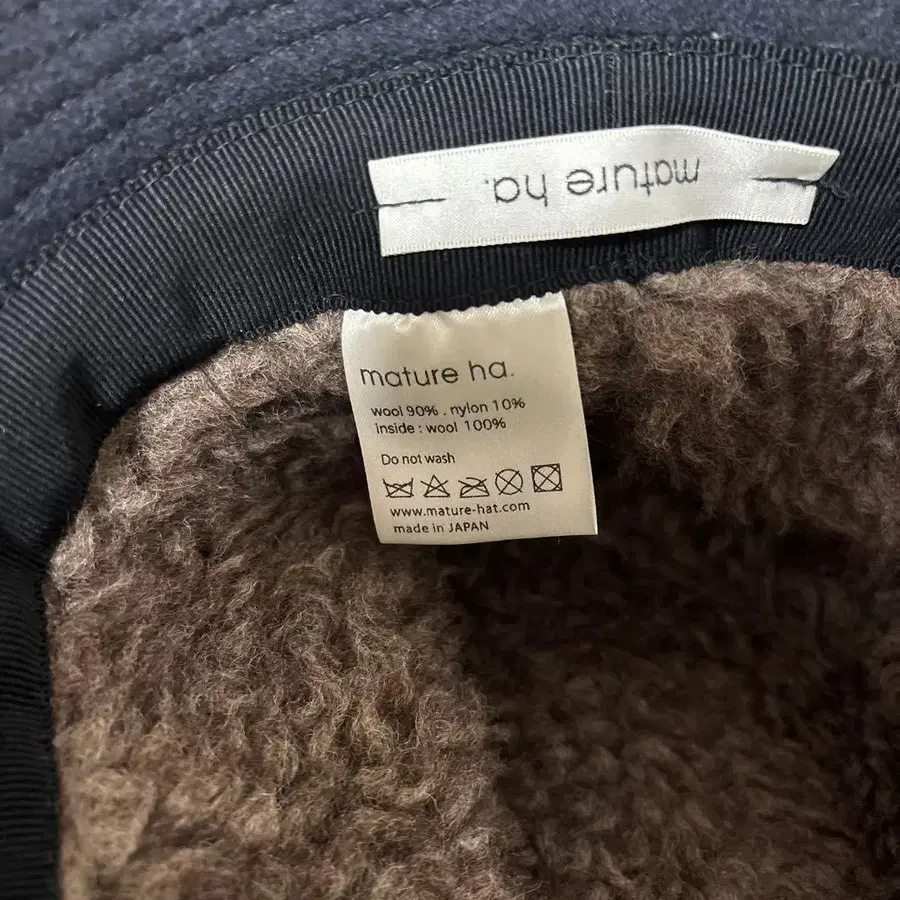 mature ha.
mature ha.
wool 90% . nylon 10%
inside : wool 100%
Do not wash
www.mature-hat.com
made in JAPAN